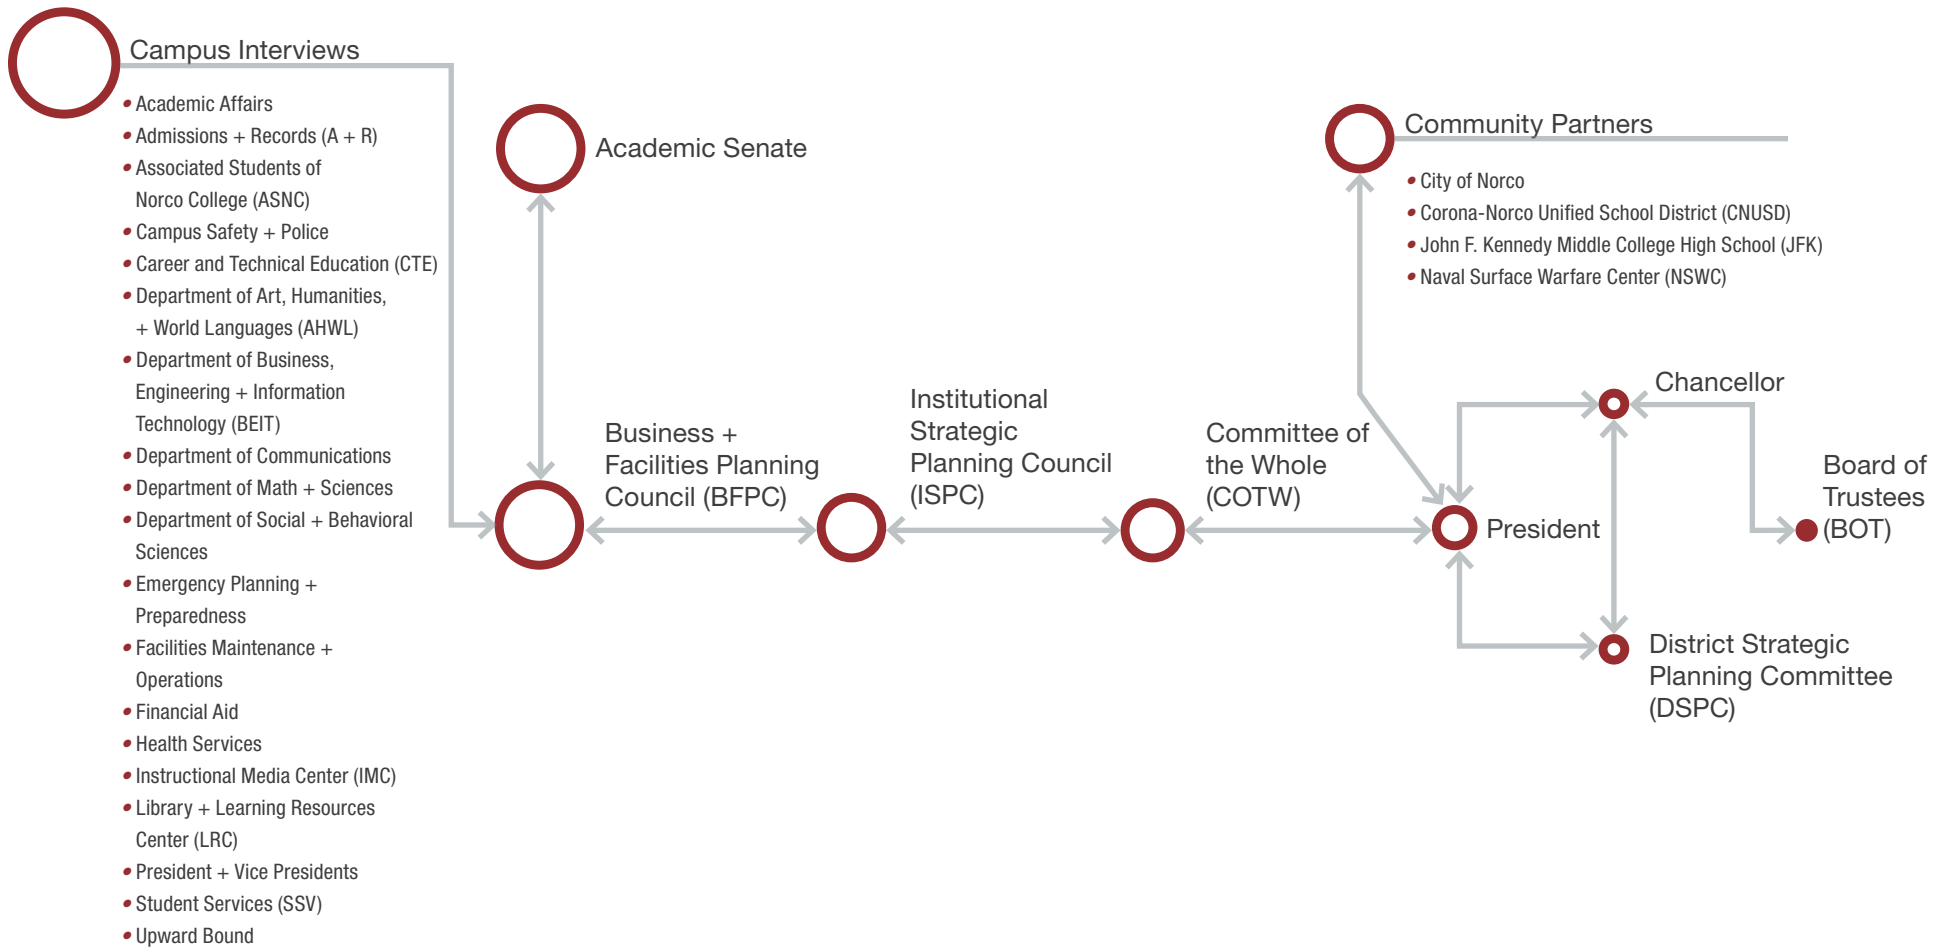 Campus Interviews
Academic Affairs
Admissions + Records (A + R)
Associated Students of
Norco College (ASNC)
Campus Safety + Police
Career and Technical Education (CTE)
Department of Art, Humanities,
+ World Languages (AHWL)
Department of Business,
Engineering + Information
Technology (BEIT)
Department of Communications
Department of Math + Sciences
Department of Social + Behavioral
Sciences
Emergency Planning +
Preparedness
Facilities Maintenance +
Operations
Financial Aid
Health Services
Instructional Media Center (IMC)
Library + Learning Resources
Center (LRC)
President + Vice Presidents
Student Services (SSV)
Upward Bound
Academic Senate
Business +
Facilities Planning
Council (BFPC)
Institutional
Strategic
Planning Council
(ISPC)
Committee of
the Whole
(COTW)
Community Partners
City of Norco
Corona-Norco Unified School District (CNUSD)
John F. Kennedy Middle College High School (JFK)
Naval Surface Warfare Center (NSWC)
President
Chancellor
District Strategic
Planning Committee
(DSPC)
Board of
Trustees
(BOT)